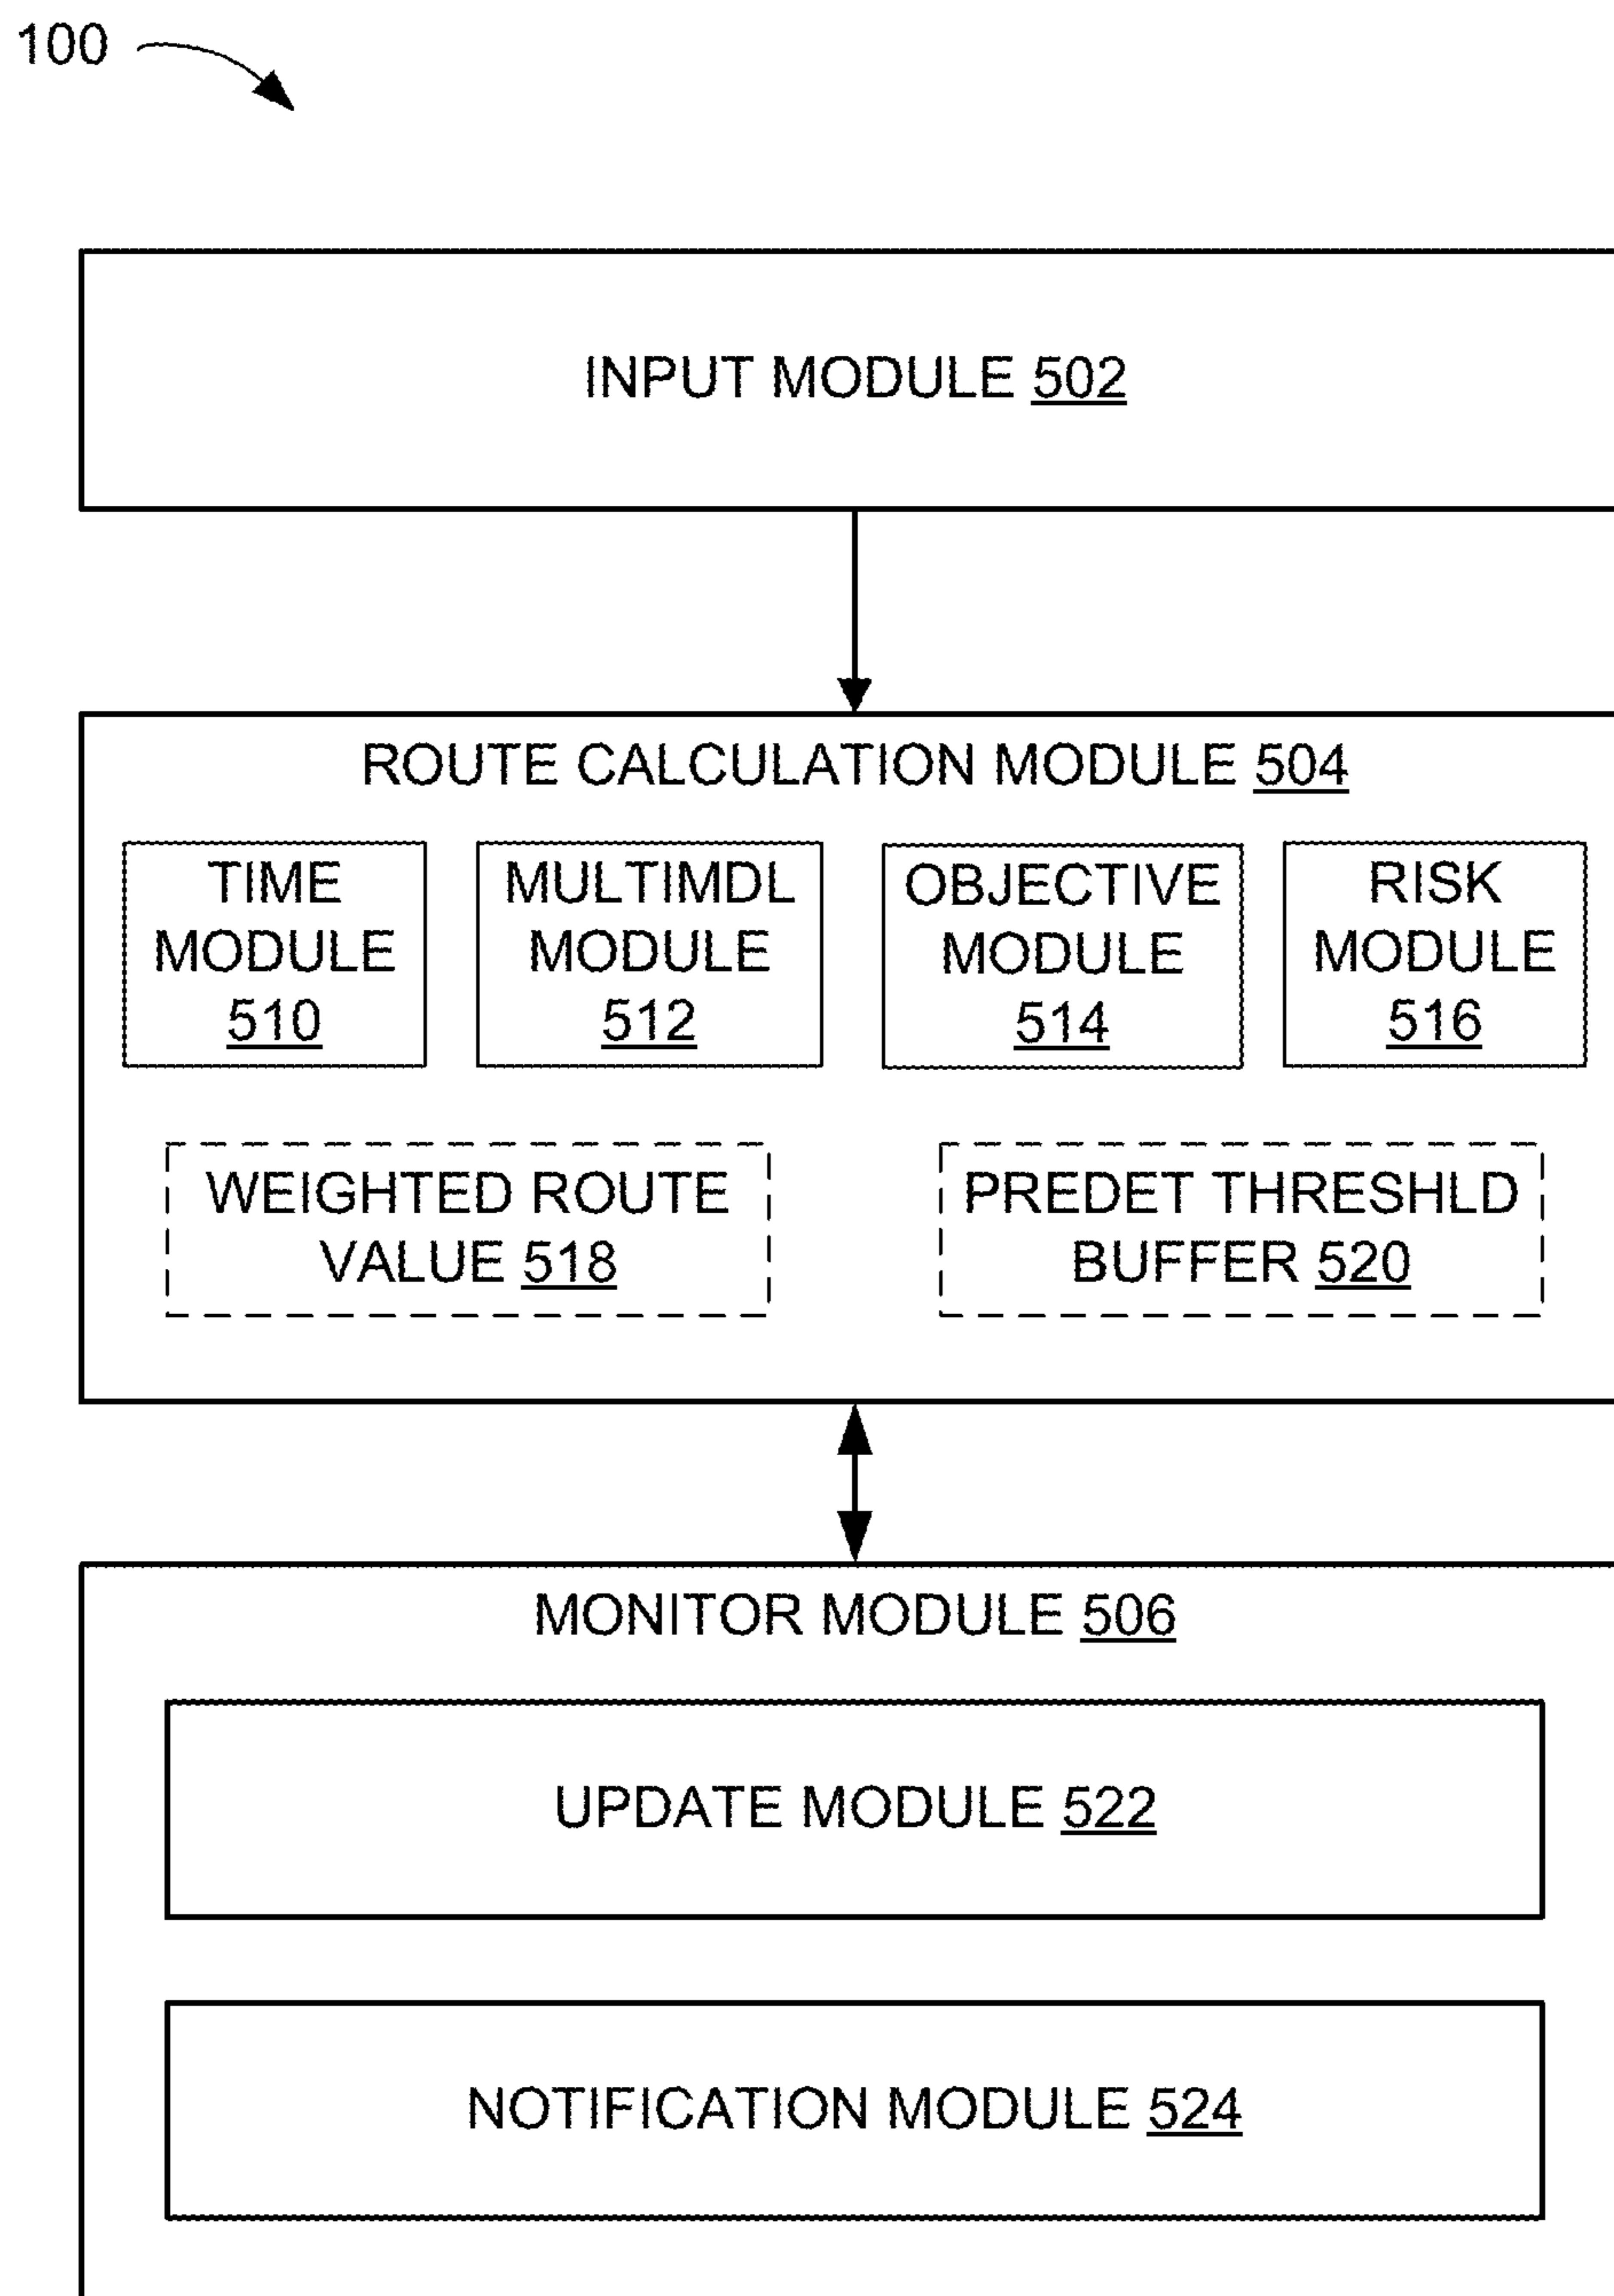 100
INPUT MODULE 502
ROUTE CALCULATION MODULE 504
TIME
MODULE
510
MULTIMDL
MODULE
512
OBJECTIVE
MODULE
514
RISK
MODULE
516
WEIGHTED ROUTE
VALUE 518
PREDET THRESHLD
BUFFER 520
MONITOR MODULE 506
UPDATE MODULE 522
NOTIFICATION MODULE 524